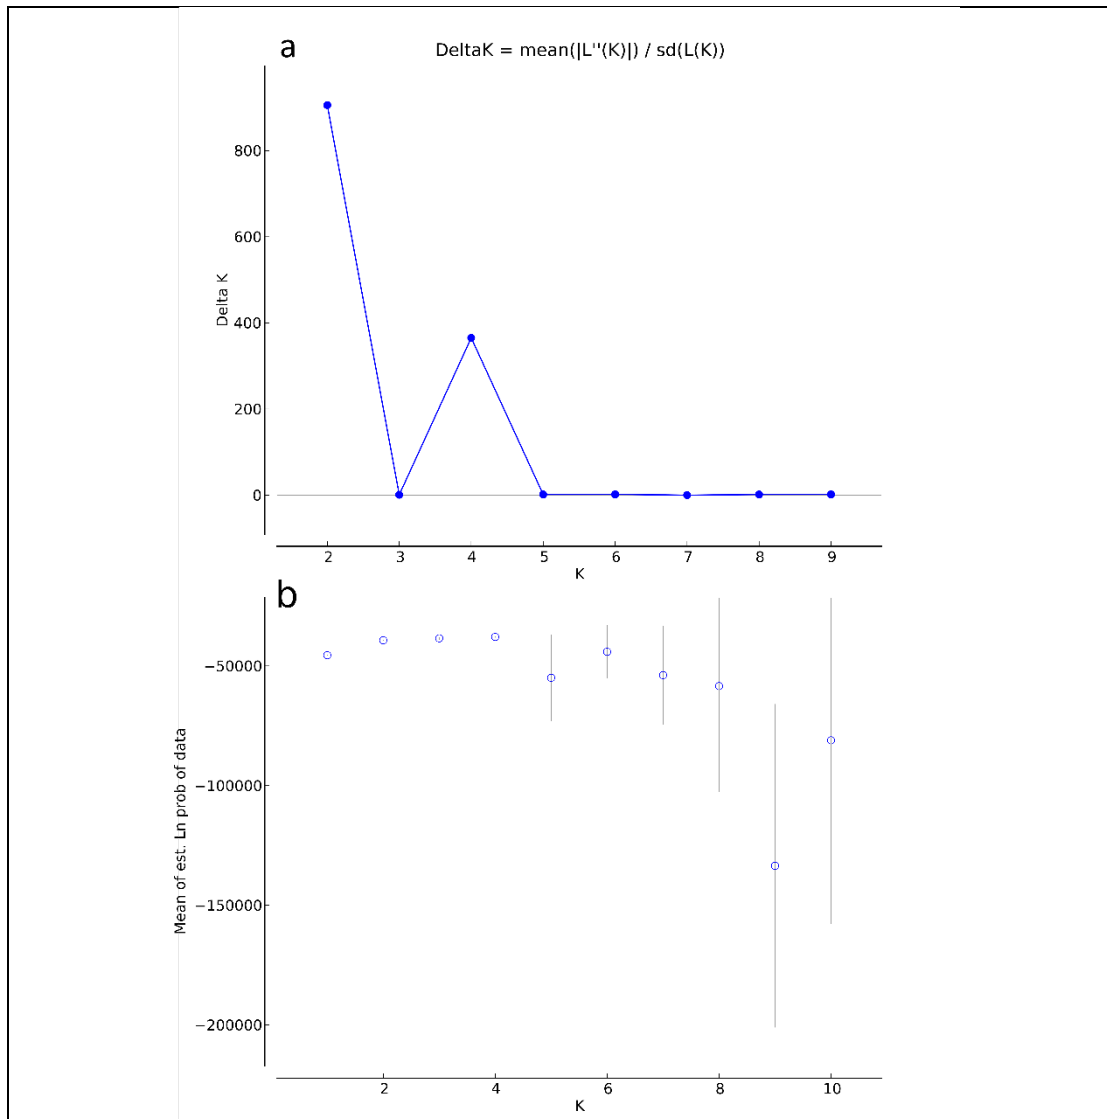 a
DeltaK = mean(|L''(K)|) / sd(L(K))
800
600
400
200
0
Delta K
2 3 4 5 6 7 8 9
K
b
−50000
−100000
−150000
−200000
Mean of est. Ln prob of data
2 4 6 8 10
K